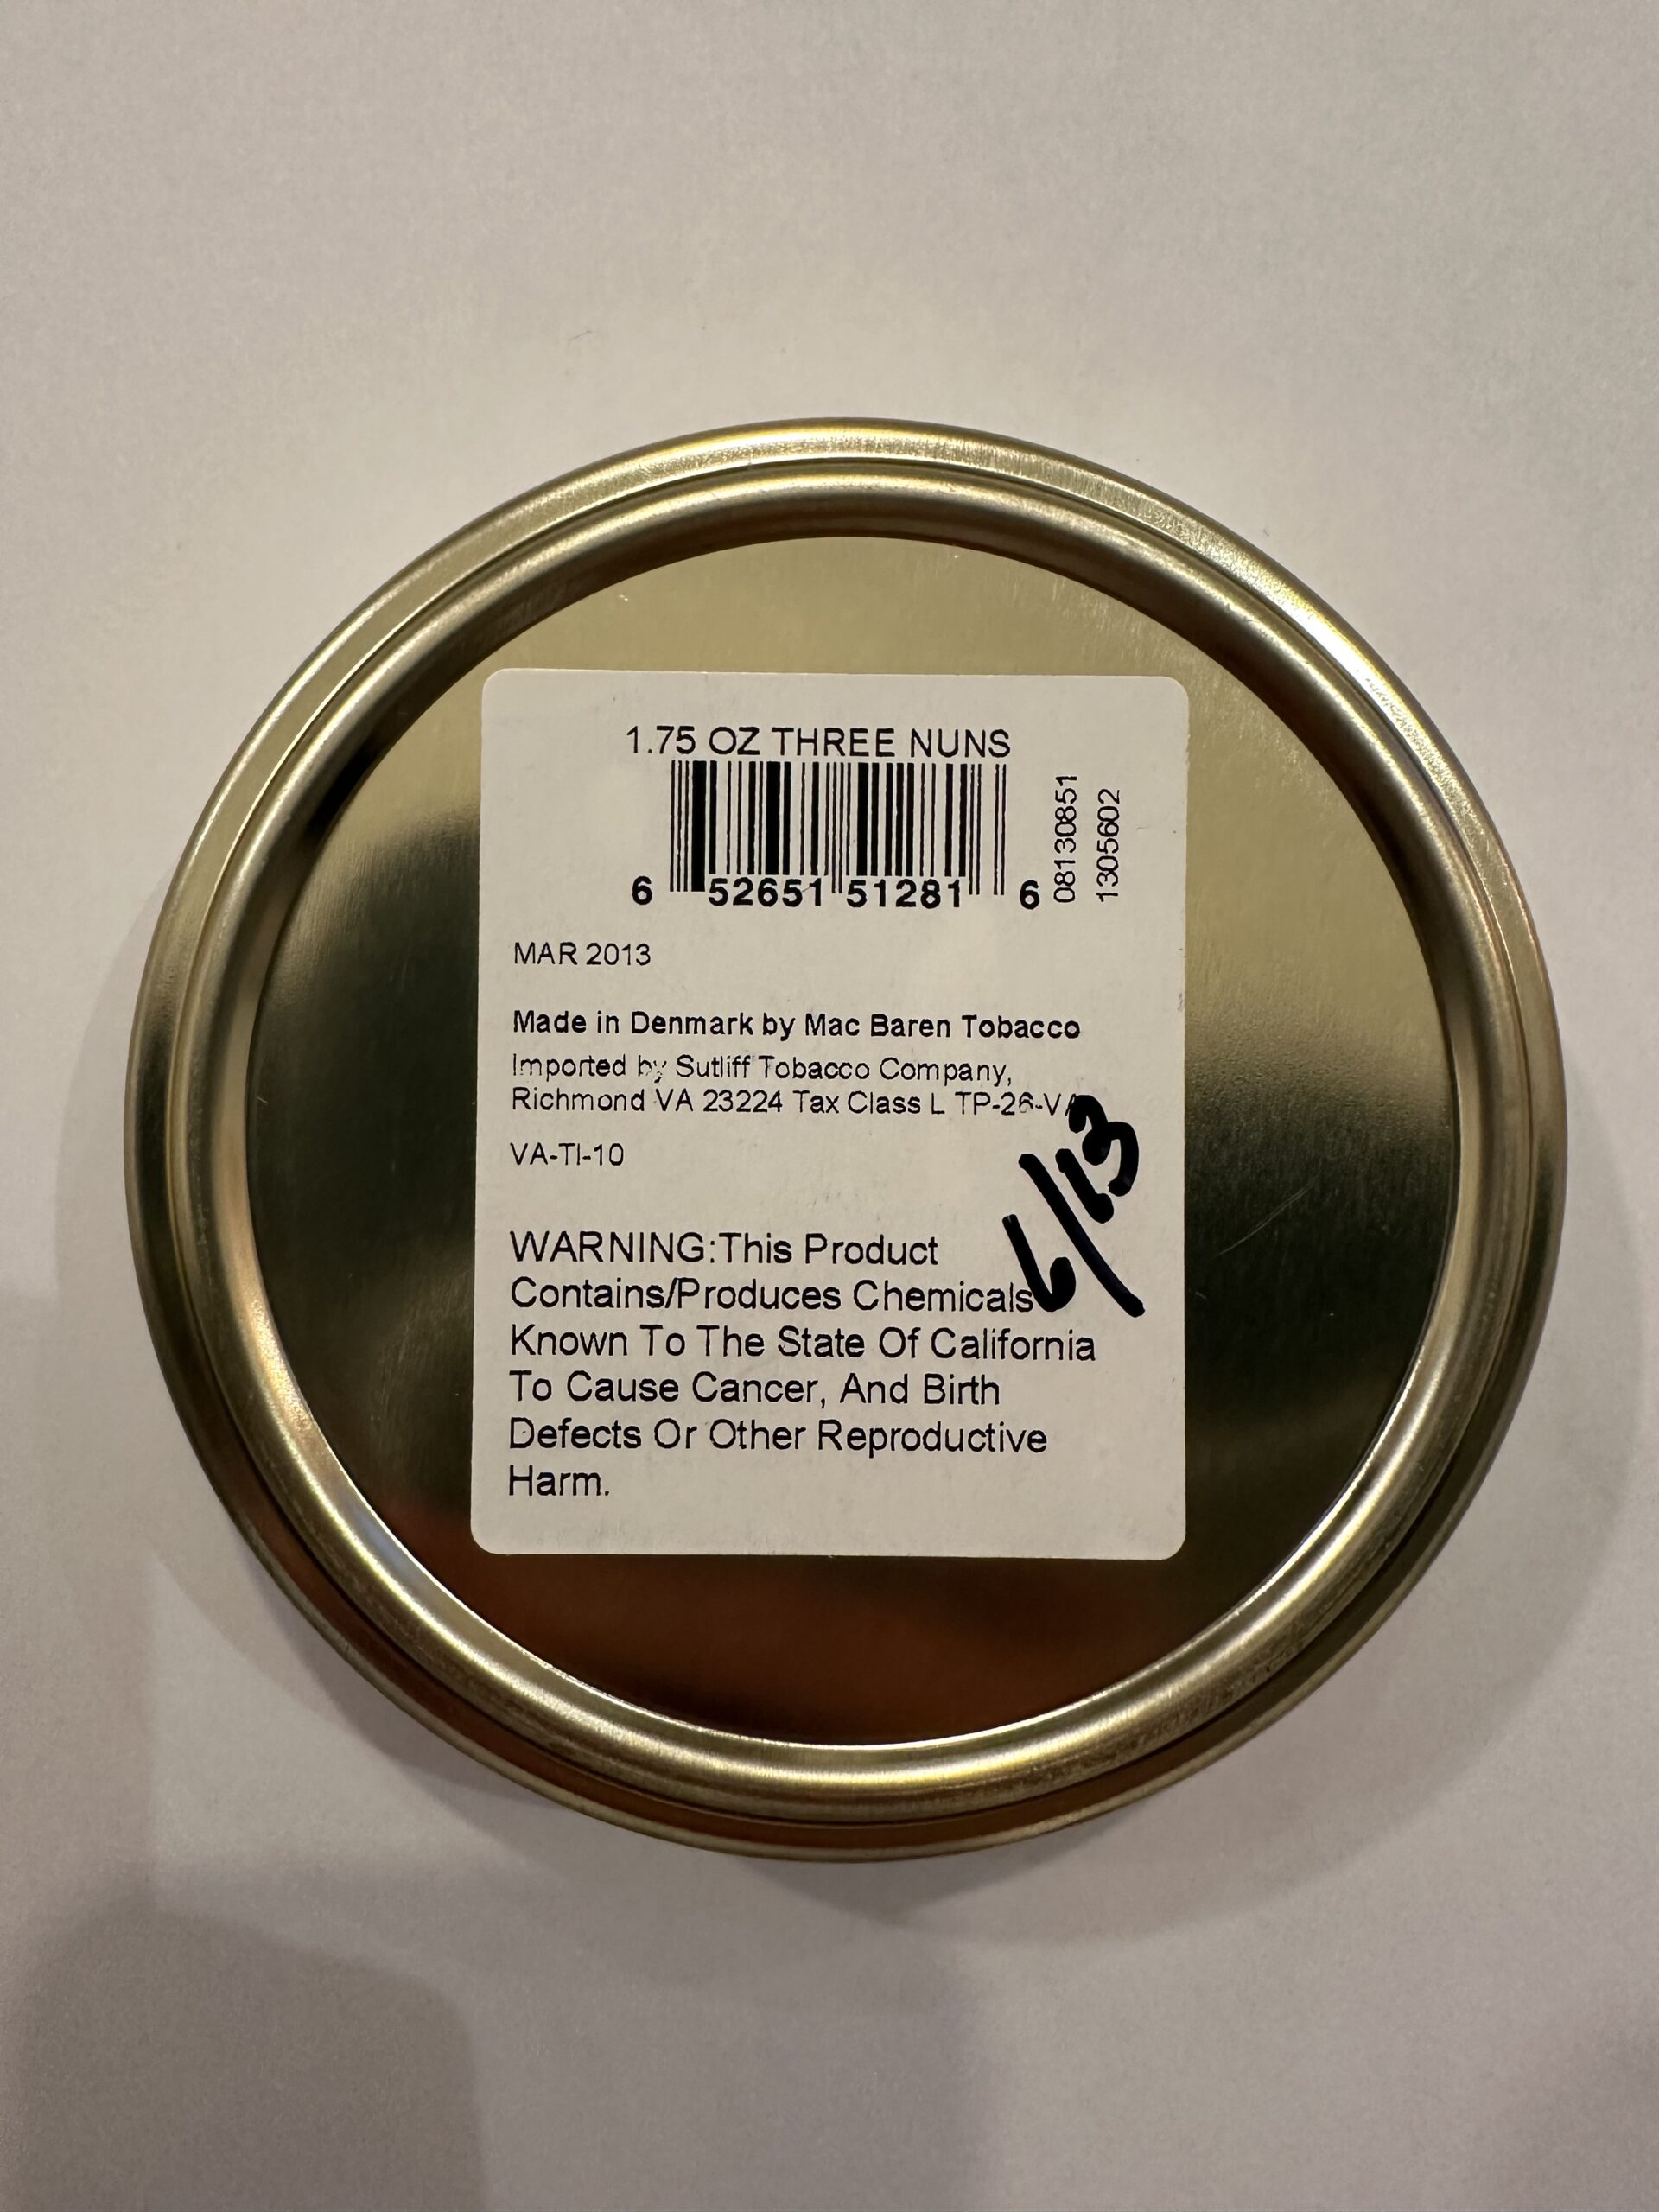 1.75 OZ THREE NUNS
6 52651 51281 6
08130851
1305602
MAR 2013
Made in Denmark by Mac Baren Tobacco
Imported by Sutliff Tobacco Company,
Richmond VA 23224 Tax Class L TP-26-VA
VA-TI-10
6/13
WARNING:This Product
Contains/Produces Chemicals
Known To The State Of California
To Cause Cancer, And Birth
Defects Or Other Reproductive
Harm.